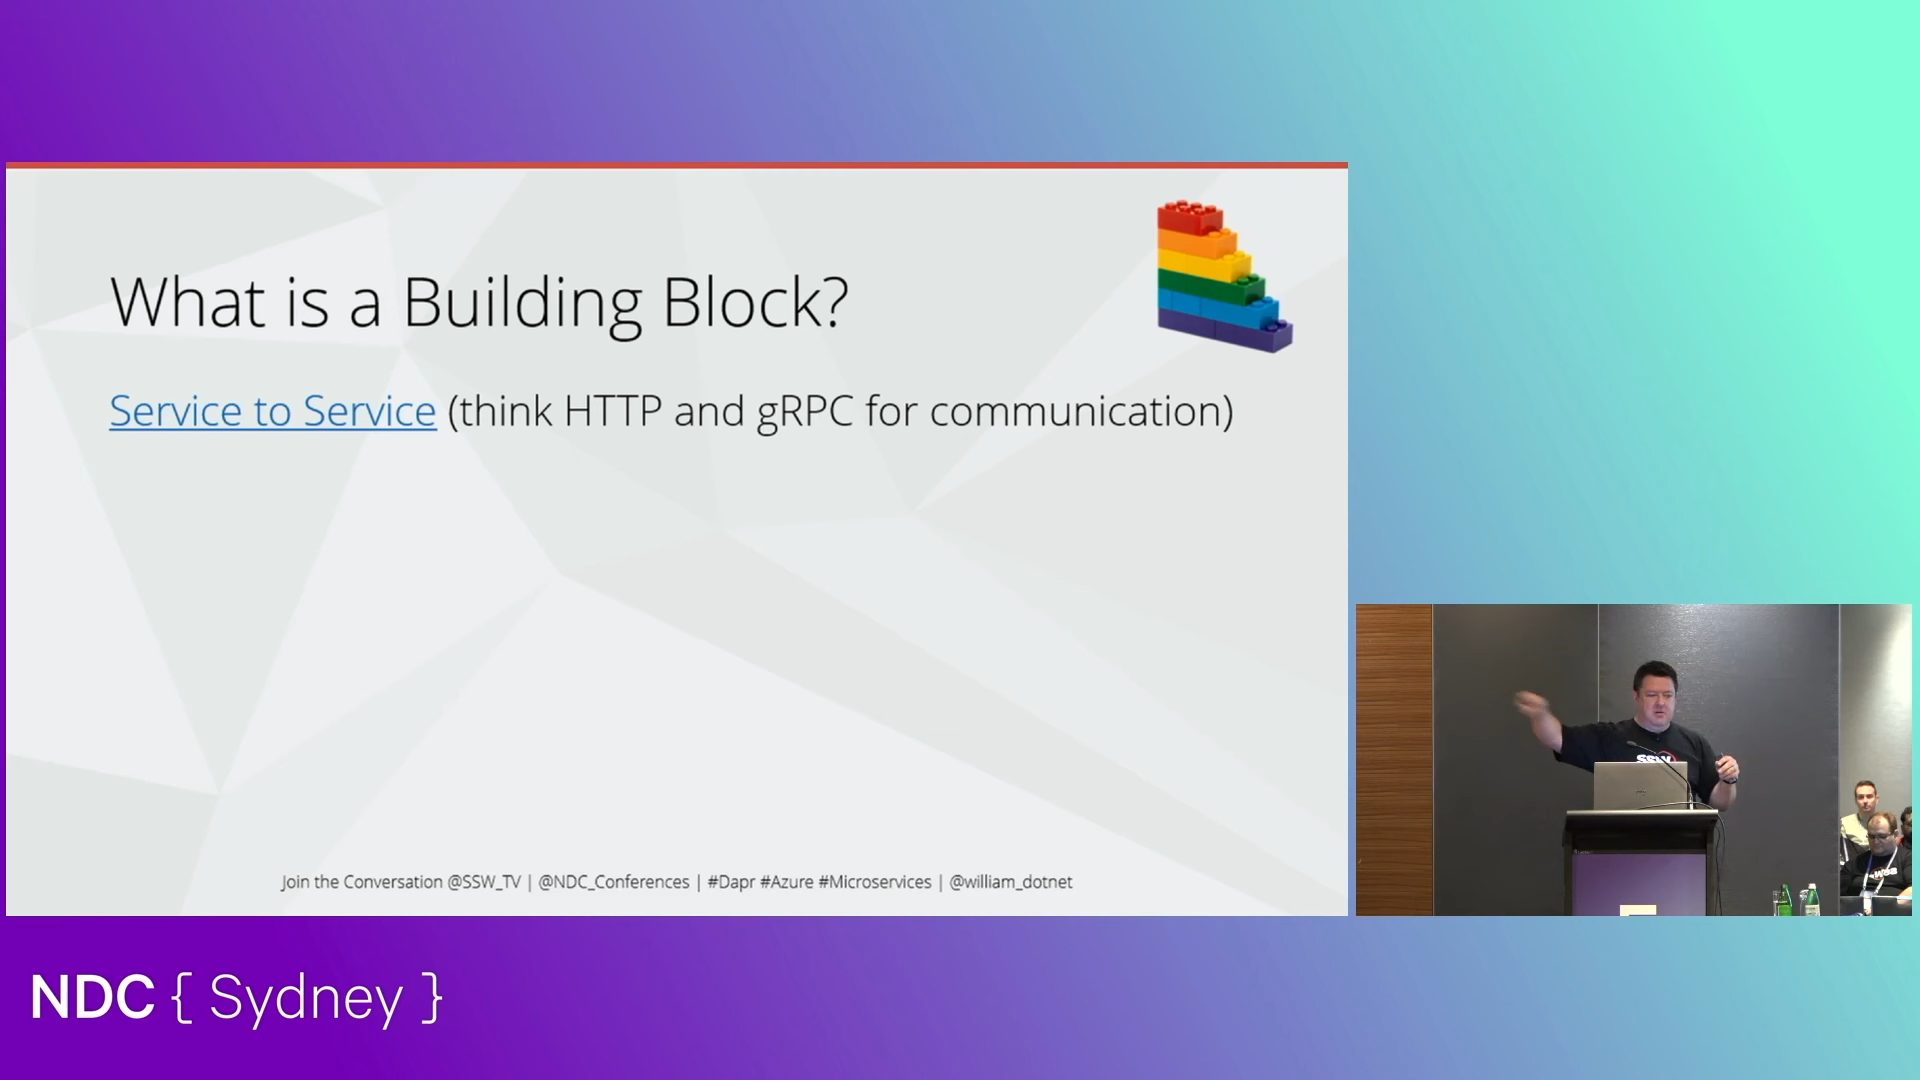 What is a Building Block?
Service to Service (think HTTP and gRPC for communication)
Join the Conversation @SSW_TV | @NDC_Conferences | #Dapr #Azure #Microservices | @william_dotnet
SSW
NDC { Sydney }